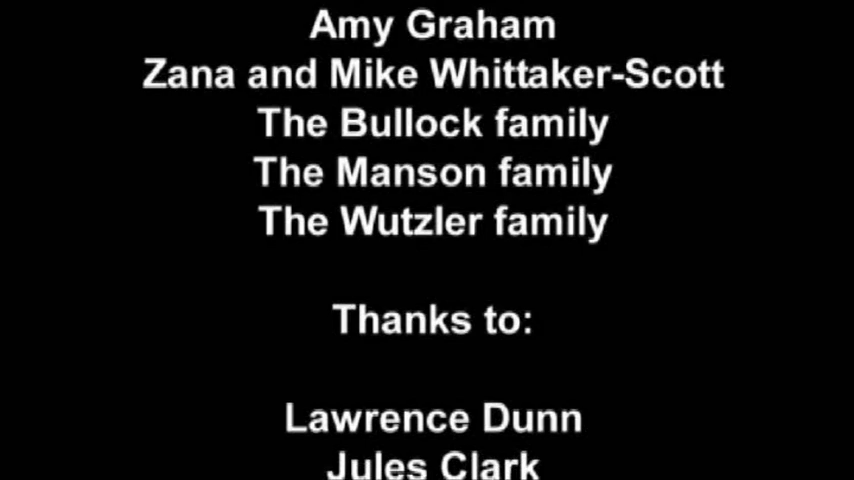 Amy Graham
Zana and Mike Whittaker-Scott
The Bullock family
The Manson family
The Wutzler family
Thanks to:
Lawrence Dunn
Jules Clark